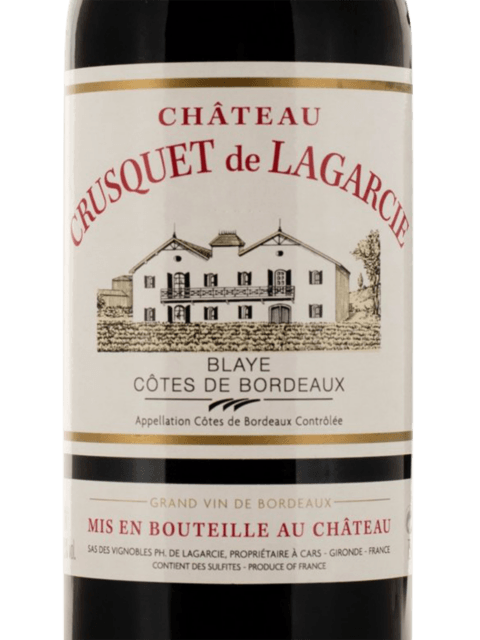 CHÂTEAU
CRUSQUET de LAGARCIE
BLAYE
CÔTES DE BORDEAUX
Appellation Côtes de Bordeaux Contrôlée
GRAND VIN DE BORDEAUX
MIS EN BOUTEILLE AU CHÂTEAU
SAS DES VIGNOBLES PH. DE LAGARCIE, PROPRIÉTAIRE À CARS - GIRONDE - FRANCE
CONTIENT DES SULFITES - PRODUCE OF FRANCE